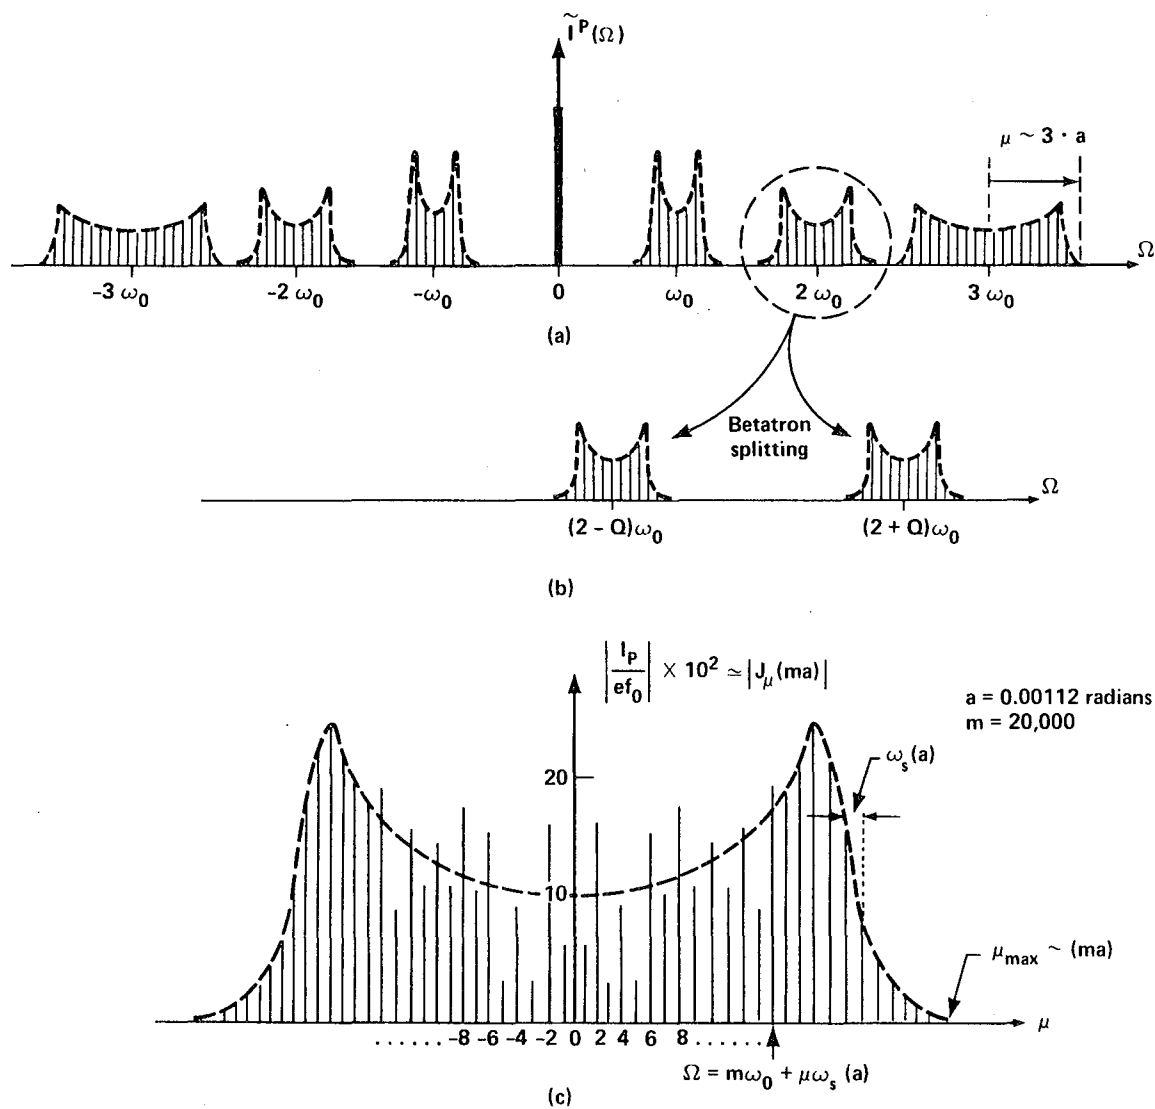 Ĩᴾ(Ω)
μ ~ 3 · a
Ω
-3 ω₀ -2 ω₀ -ω₀ 0 ω₀ 2 ω₀ 3 ω₀
(a)
Betatron
splitting
Ω
(2 - Q)ω₀ (2 + Q)ω₀
(b)
|Iₚ/ef₀| × 10² ≃ |Jμ(ma)|
a = 0.00112 radians
m = 20,000
ωₛ(a)
20
10
μmax ~ (ma)
μ
.......-8 -6 -4 -2 0 2 4 6 8.......
Ω = mω₀ + μωₛ (a)
(c)